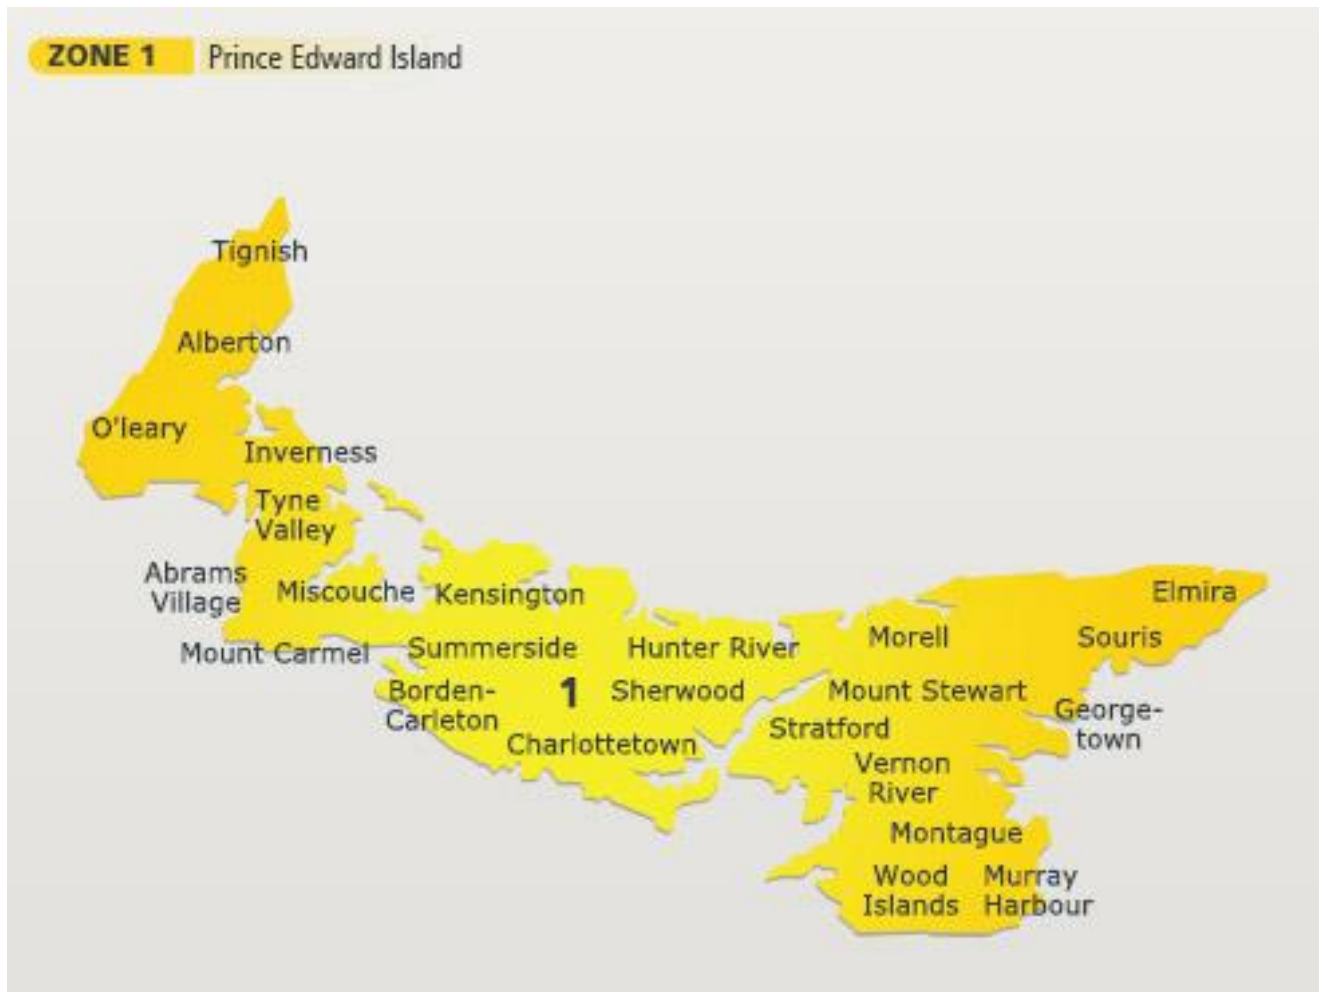 ZONE 1 Prince Edward Island
Tignish
Alberton
O'leary
Inverness
Tyne
Valley
Abrams
Village
Miscouche
Kensington
Elmira
Mount Carmel
Summerside
Hunter River
Morell
Souris
Borden-
Carleton
1
Sherwood
Mount Stewart
George-
town
Charlottetown
Stratford
Vernon
River
Montague
Wood
Islands
Murray
Harbour